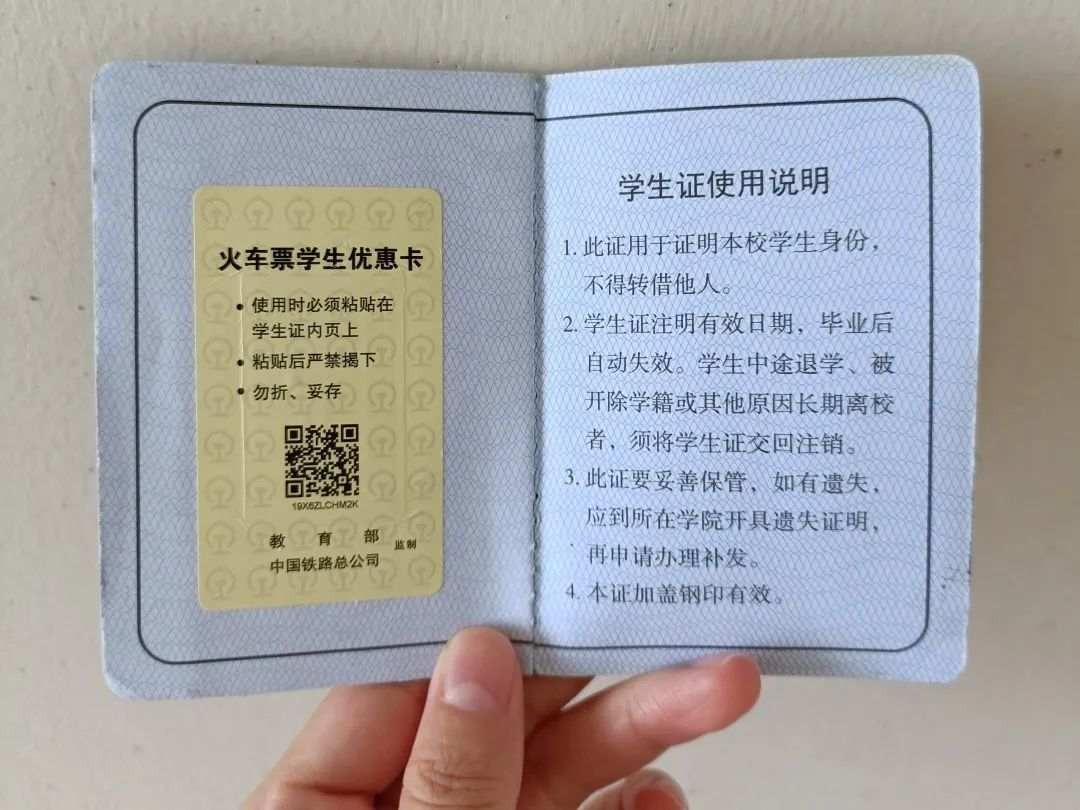 火车票学生优惠卡
• 使用时必须粘贴在
学生证内页上
• 粘贴后严禁揭下
• 勿折、妥存
19X6ZLCHM2K
教 育 部
中国铁路总公司
监制
学生证使用说明
1. 此证用于证明本校学生身份，
不得转借他人。
2. 学生证注明有效日期，毕业后
自动失效。学生中途退学、被
开除学籍或其他原因长期离校
者，须将学生证交回注销。
3. 此证要妥善保管，如有遗失，
应到所在学院开具遗失证明，
再申请办理补发。
4. 本证加盖钢印有效。